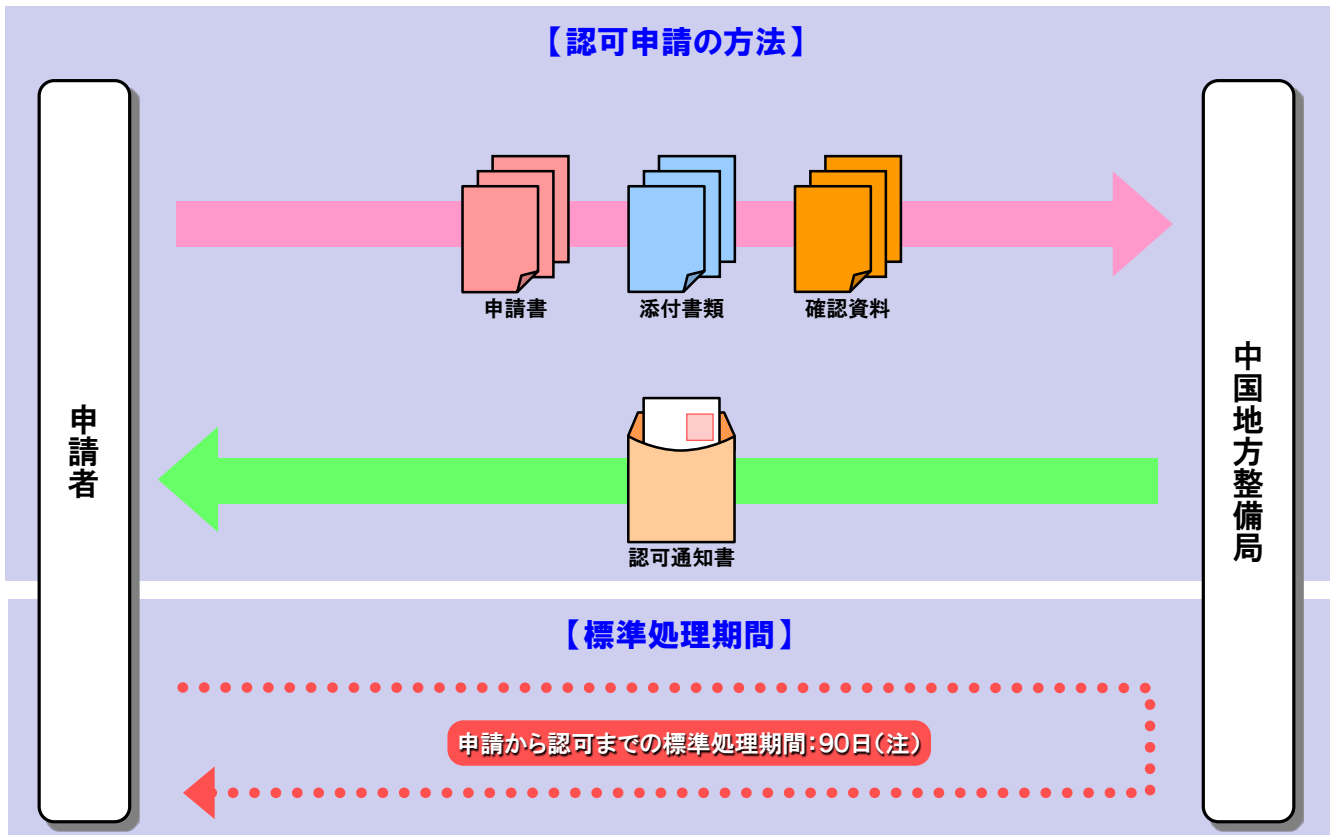 【認可申請の方法】
申請者
申請書
添付書類
確認資料
認可通知書
中国地方整備局
【標準処理期間】
申請から認可までの標準処理期間:90日(注)